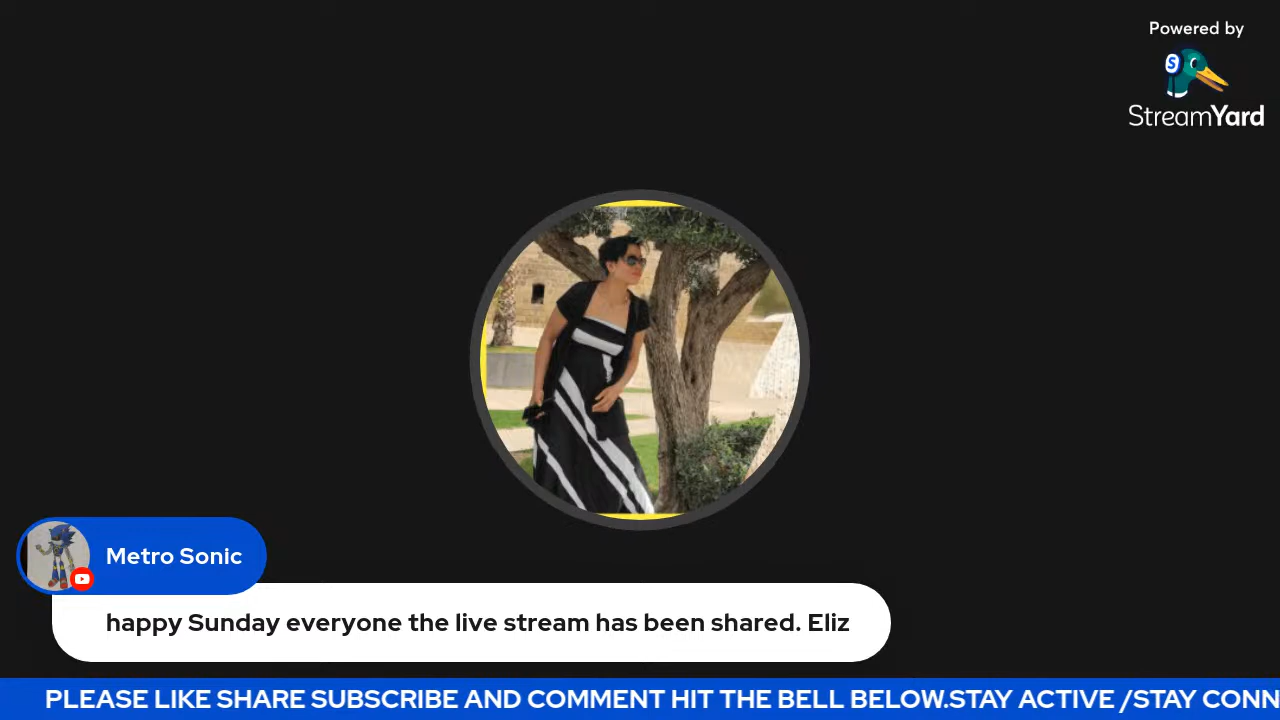 Powered by
S
StreamYard
Metro Sonic
happy Sunday everyone the live stream has been shared. Eliz
PLEASE LIKE SHARE SUBSCRIBE AND COMMENT HIT THE BELL BELOW.STAY ACTIVE /STAY CONN